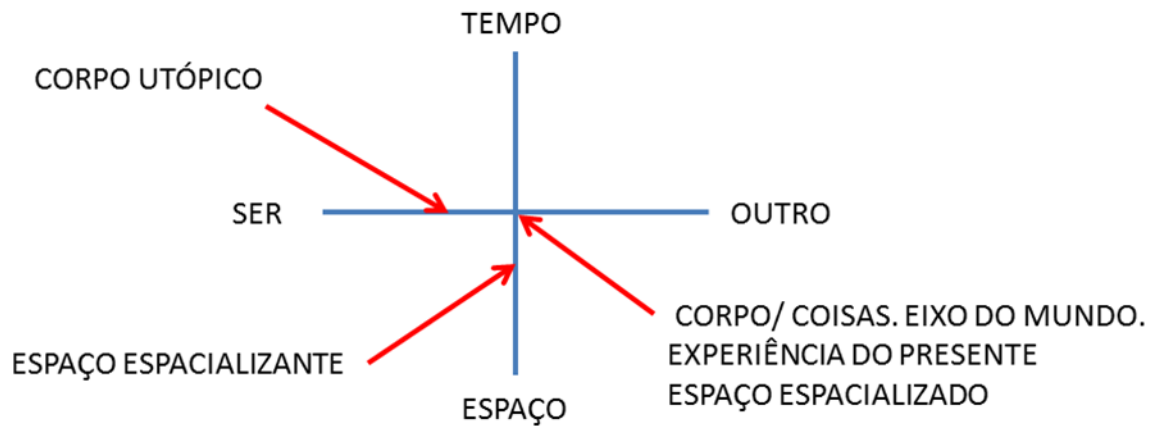 TEMPO
CORPO UTÓPICO
SER
OUTRO
CORPO/ COISAS. EIXO DO MUNDO.
EXPERIÊNCIA DO PRESENTE
ESPAÇO ESPACIALIZADO
ESPAÇO ESPACIALIZANTE
ESPAÇO